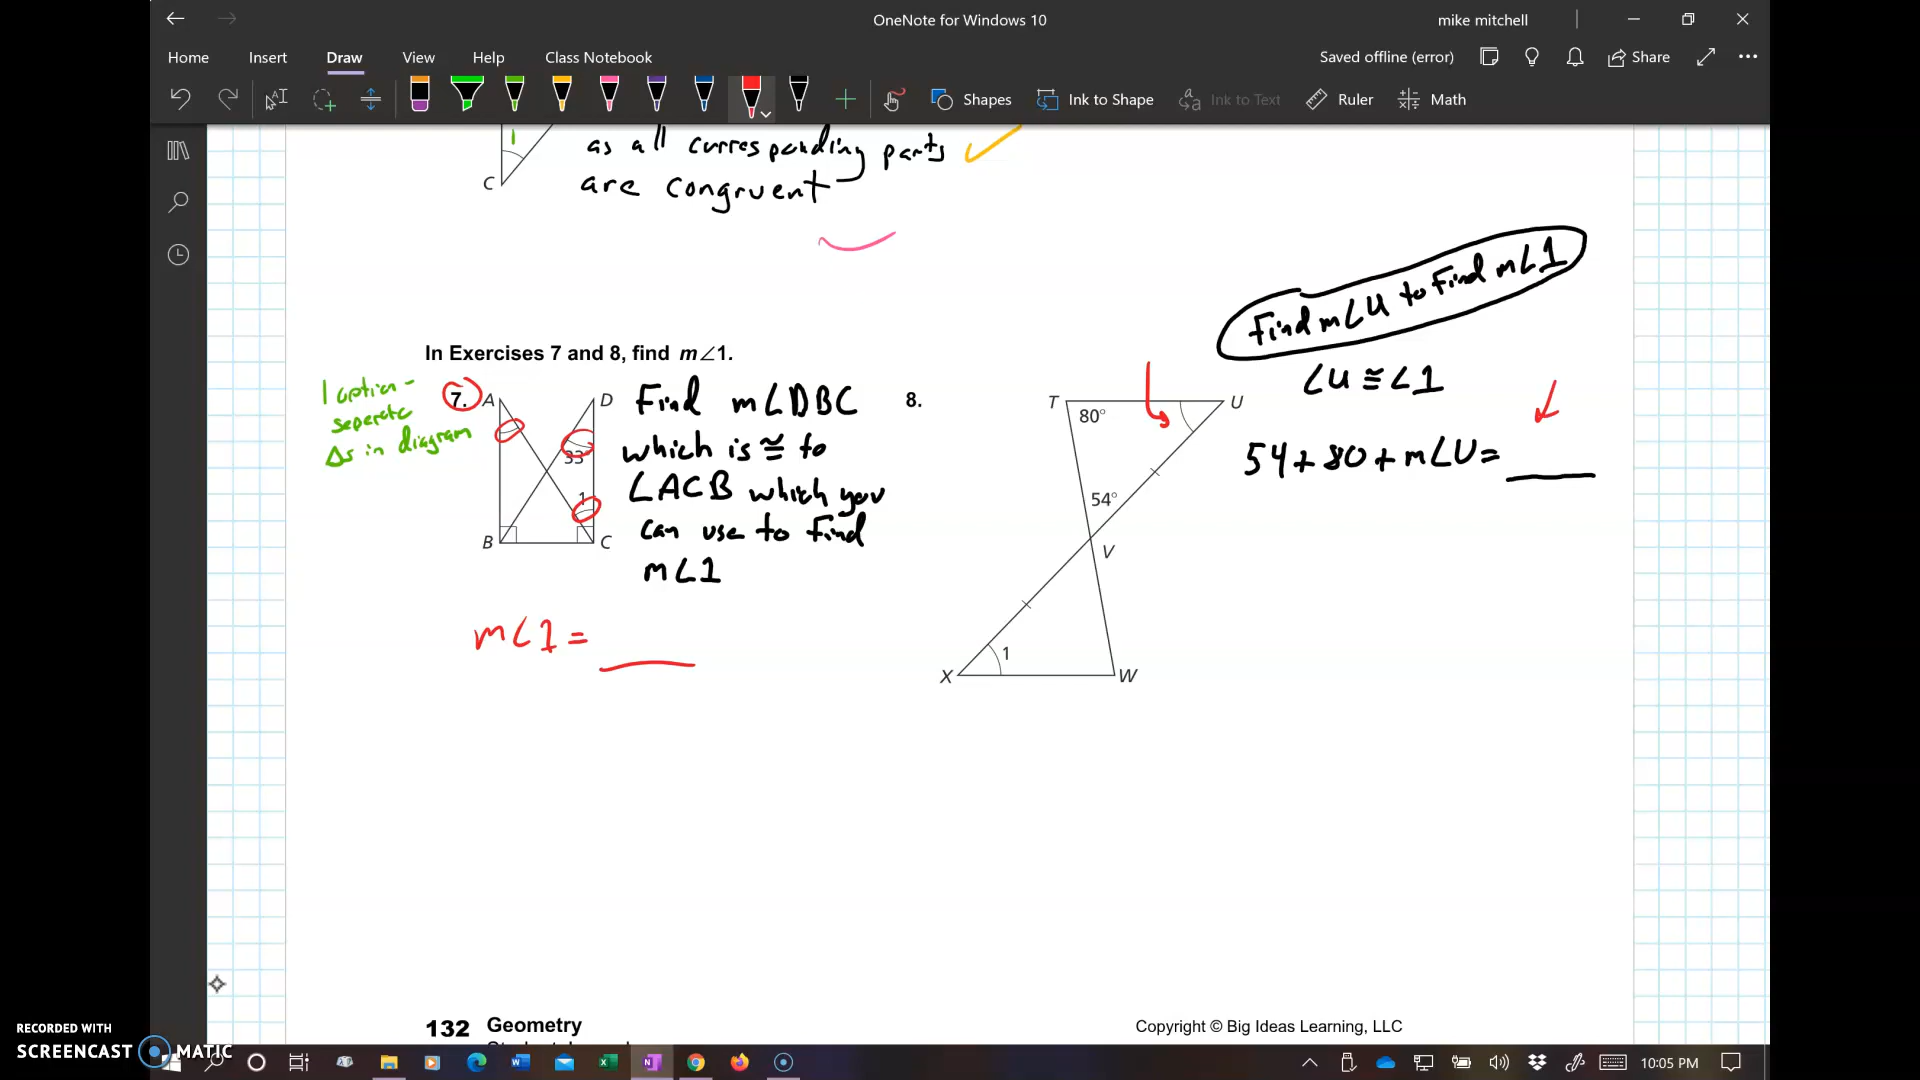 OneNote for Windows 10
mike mitchell
Home Insert Draw View Help Class Notebook
Saved offline (error)
Share
Shapes
Ink to Shape
Ink to Text
Ruler
Math
as all corresponding parts
are congruent
C
Find m∠U to find m∠1
∠U ≅ ∠1
54 + 80 + m∠U =
In Exercises 7 and 8, find m∠1.
1 option -
seperate
Δs in diagram
7.
A
D
33
1
B
C
Find m∠DBC
which is ≅ to
∠ACB which you
can use to find
m∠1
m∠1 =
8.
T
U
80°
54°
V
1
X
W
132 Geometry
Copyright © Big Ideas Learning, LLC
RECORDED WITH
SCREENCAST MATIC
10:05 PM